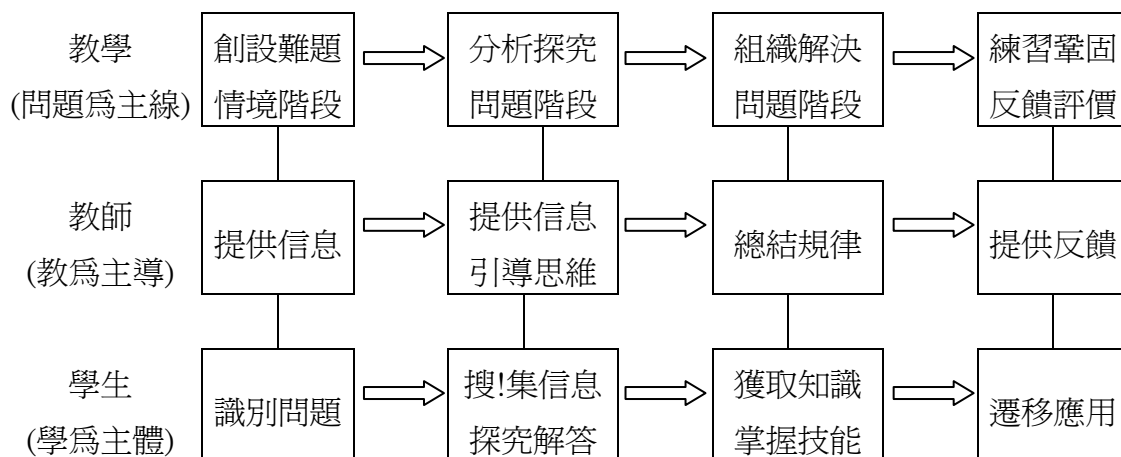 教學
(問題爲主線)
創設難題
情境階段
分析探究
問題階段
組織解決
問題階段
練習鞏固
反饋評價
教師
(教爲主導)
提供信息
提供信息
引導思維
總結規律
提供反饋
學生
(學爲主體)
識別問題
搜!集信息
探究解答
獲取知識
掌握技能
遷移應用